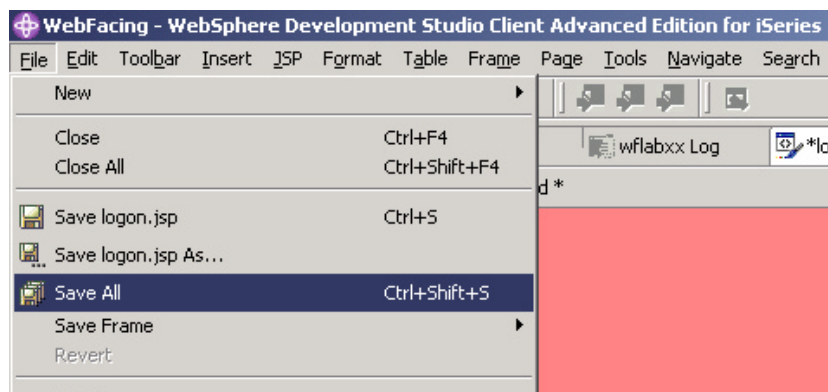 WebFacing - WebSphere Development Studio Client Advanced Edition for iSeries
File Edit Toolbar Insert JSP Format Table Frame Page Tools Navigate Search
New
Close Ctrl+F4
Close All Ctrl+Shift+F4
wflabxx Log *lo
d *
Save logon.jsp Ctrl+S
Save logon.jsp As...
Save All Ctrl+Shift+S
Save Frame
Revert